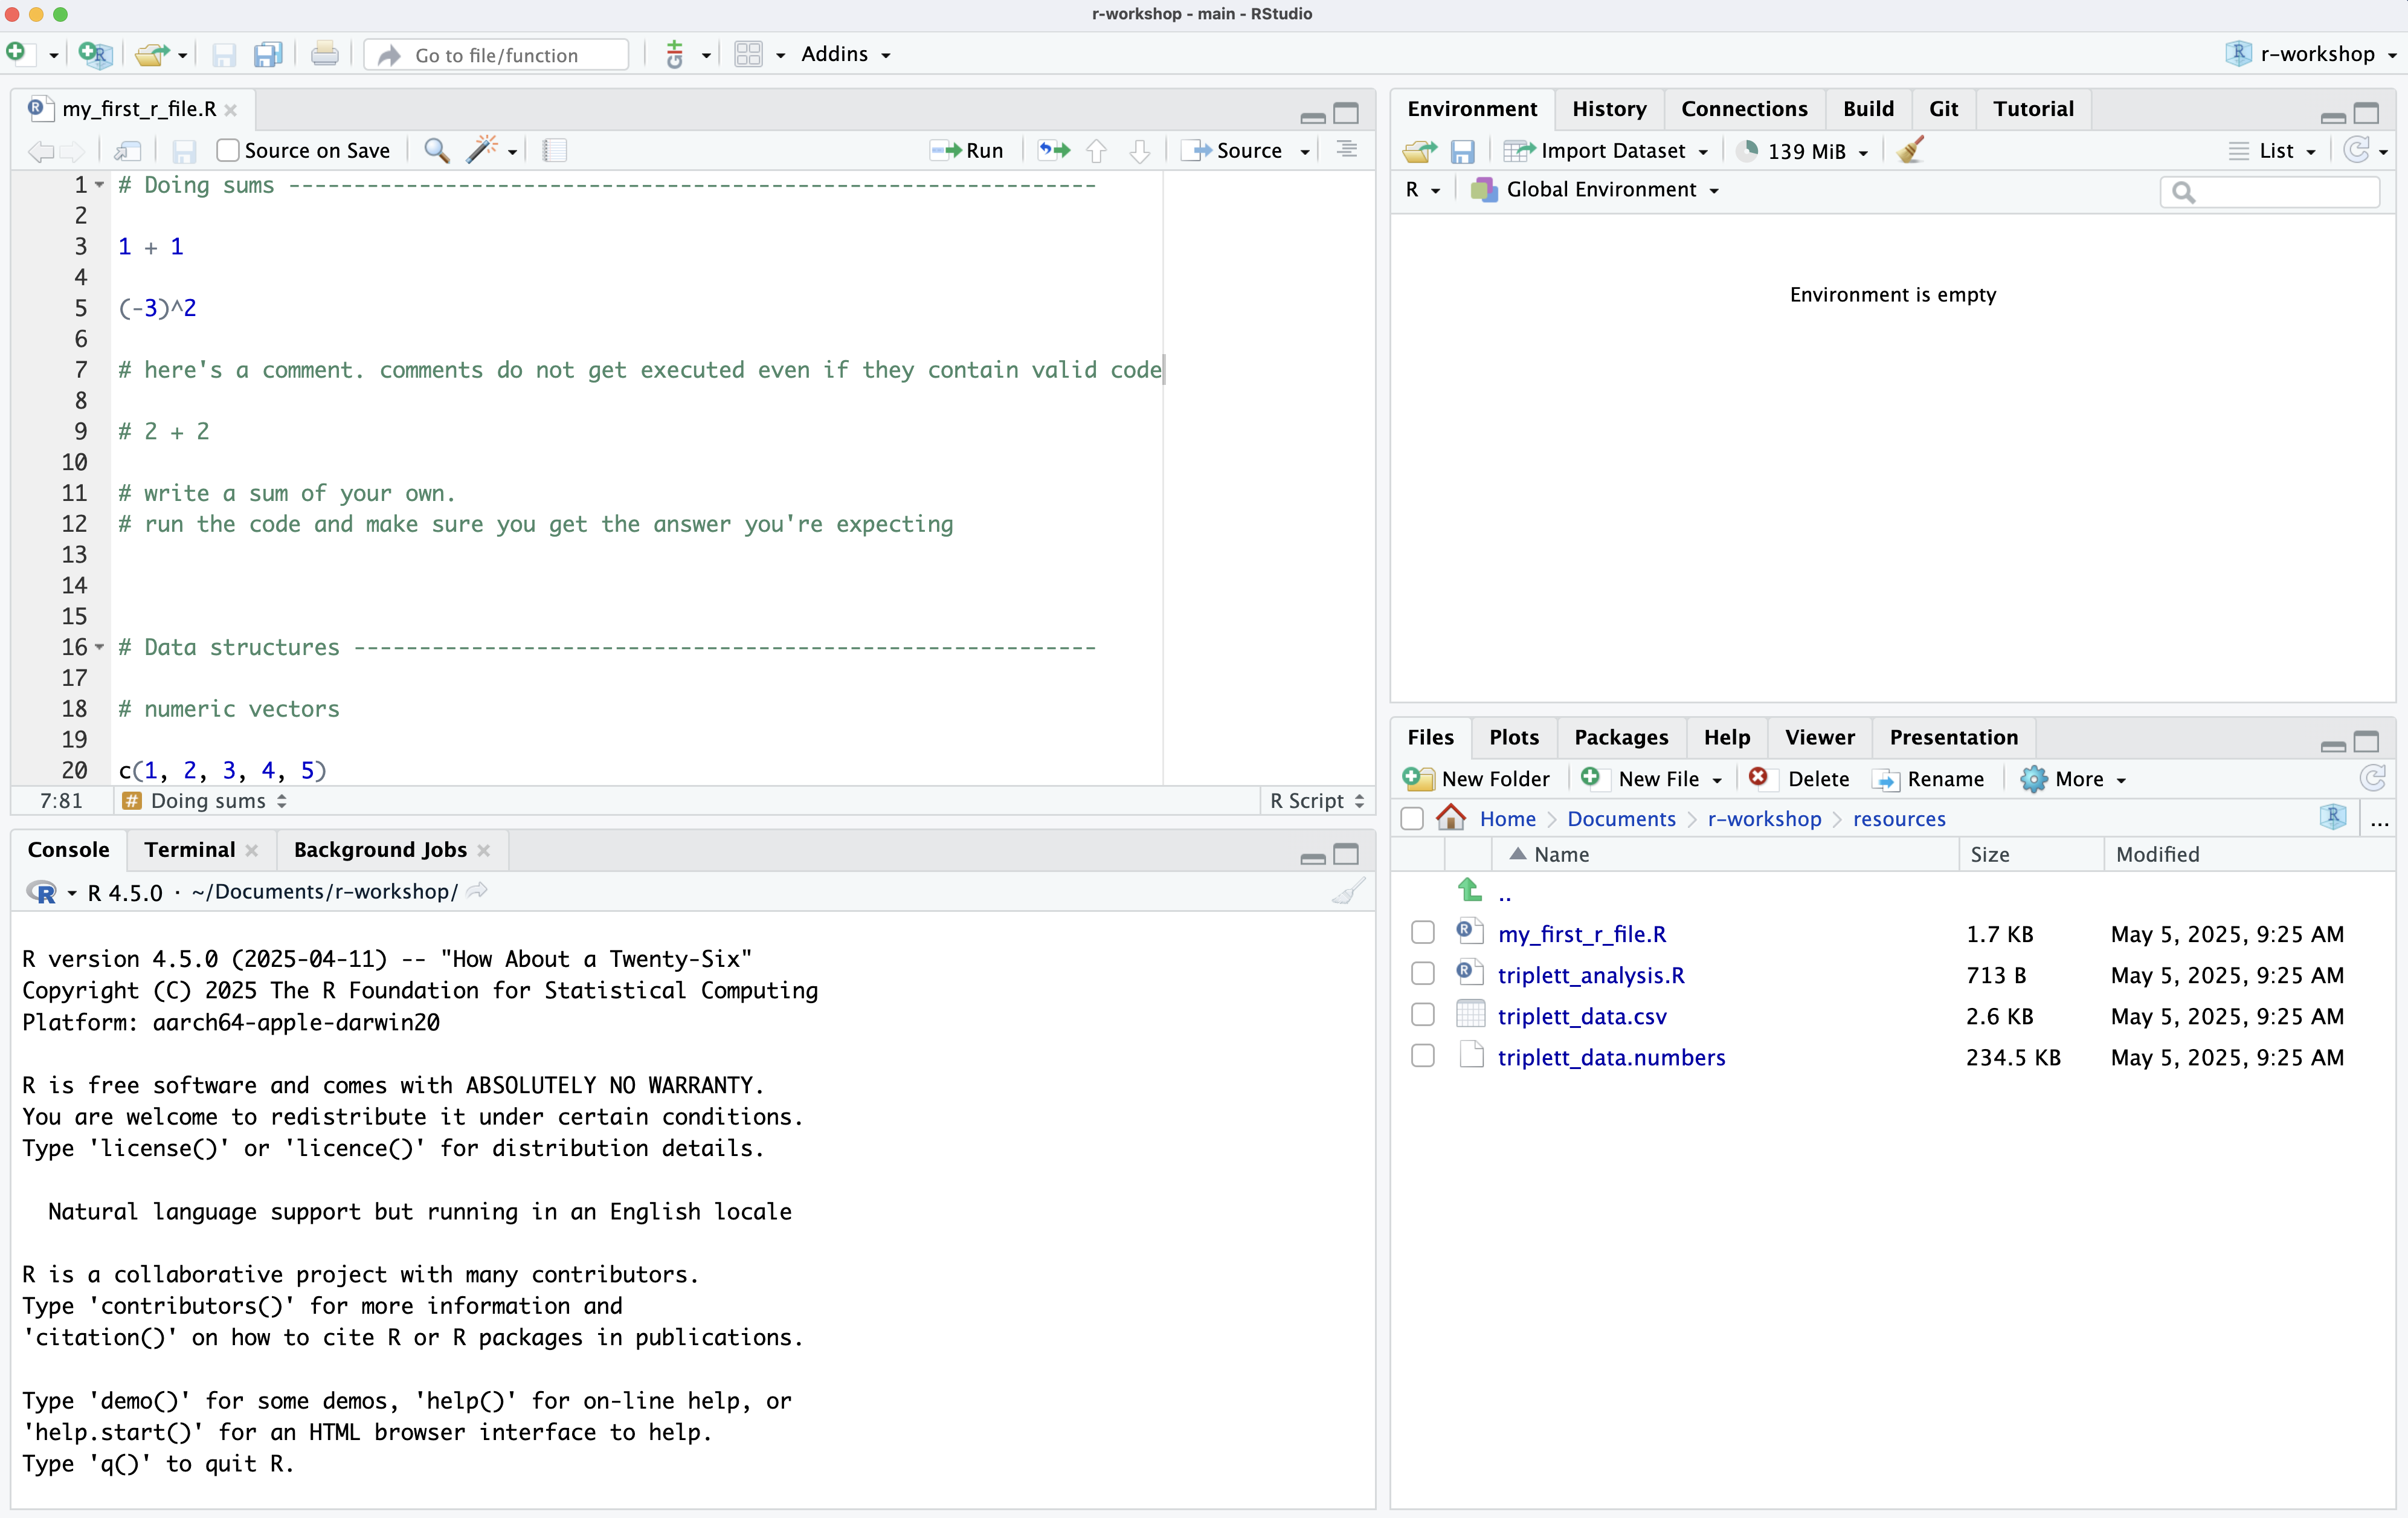 r-workshop - main - RStudio
Go to file/function
Addins
r-workshop
my_first_r_file.R
Source on Save
Run
Source
1 # Doing sums --------------------------------------------------------------
2
3 1 + 1
4
5 (-3)^2
6
7 # here's a comment. comments do not get executed even if they contain valid code
8
9 # 2 + 2
10
11 # write a sum of your own.
12 # run the code and make sure you get the answer you're expecting
13
14
15
16 # Data structures ---------------------------------------------------------
17
18 # numeric vectors
19
20 c(1, 2, 3, 4, 5)
7:81 # Doing sums R Script
Console Terminal Background Jobs
R R 4.5.0 · ~/Documents/r-workshop/
R version 4.5.0 (2025-04-11) -- "How About a Twenty-Six"
Copyright (C) 2025 The R Foundation for Statistical Computing
Platform: aarch64-apple-darwin20
R is free software and comes with ABSOLUTELY NO WARRANTY.
You are welcome to redistribute it under certain conditions.
Type 'license()' or 'licence()' for distribution details.
Natural language support but running in an English locale
R is a collaborative project with many contributors.
Type 'contributors()' for more information and
'citation()' on how to cite R or R packages in publications.
Type 'demo()' for some demos, 'help()' for on-line help, or
'help.start()' for an HTML browser interface to help.
Type 'q()' to quit R.
Environment History Connections Build Git Tutorial
Import Dataset 139 MiB List
R Global Environment
Environment is empty
Files Plots Packages Help Viewer Presentation
New Folder New File Delete Rename More
Home Documents r-workshop resources ...
Name Size Modified
..
my_first_r_file.R 1.7 KB May 5, 2025, 9:25 AM
triplett_analysis.R 713 B May 5, 2025, 9:25 AM
triplett_data.csv 2.6 KB May 5, 2025, 9:25 AM
triplett_data.numbers 234.5 KB May 5, 2025, 9:25 AM